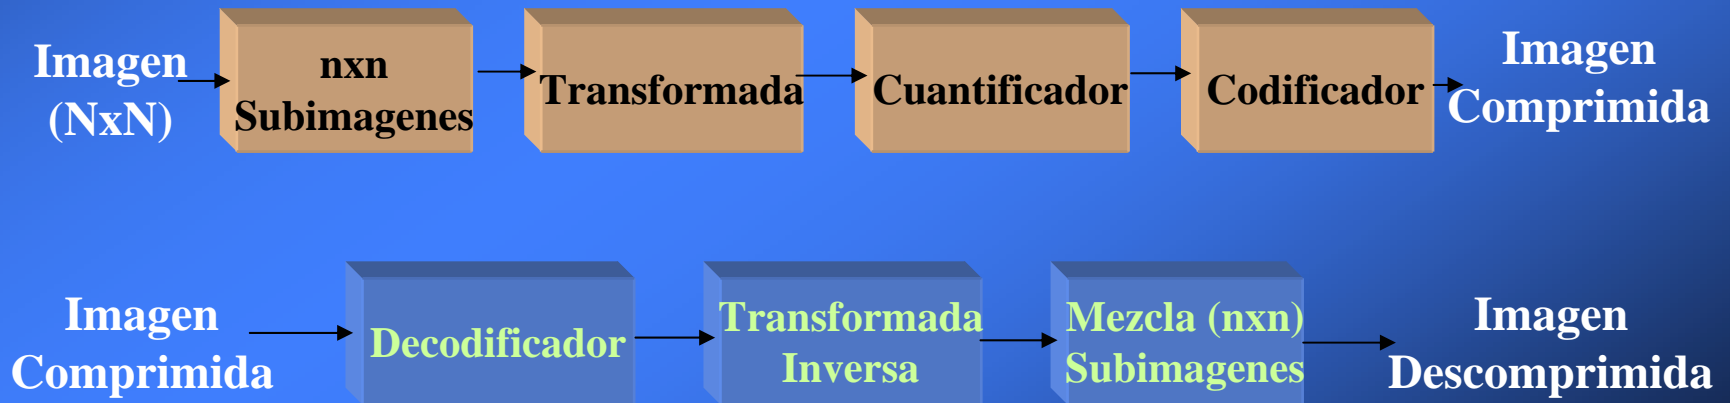 Imagen
(NxN)
nxn
Subimagenes
Transformada
Cuantificador
Codificador
Imagen
Comprimida
Imagen
Comprimida
Decodificador
Transformada
Inversa
Mezcla (nxn)
Subimagenes
Imagen
Descomprimida